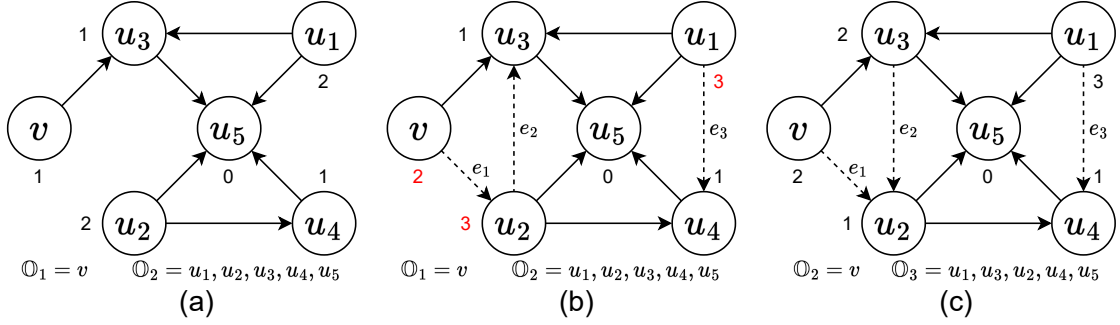 1 u₃ u₁ 2
v 1 u₅ 0
2 u₂ u₄ 1
𝕆₁ = v 𝕆₂ = u₁, u₂, u₃, u₄, u₅
(a)
1 u₃ u₁ 3
v 2 u₅ 0
e₁ e₂ e₃
3 u₂ u₄ 1
𝕆₁ = v 𝕆₂ = u₁, u₂, u₃, u₄, u₅
(b)
2 u₃ u₁ 3
v 2 u₅ 0
e₁ e₂ e₃
1 u₂ u₄ 1
𝕆₂ = v 𝕆₃ = u₁, u₃, u₂, u₄, u₅
(c)